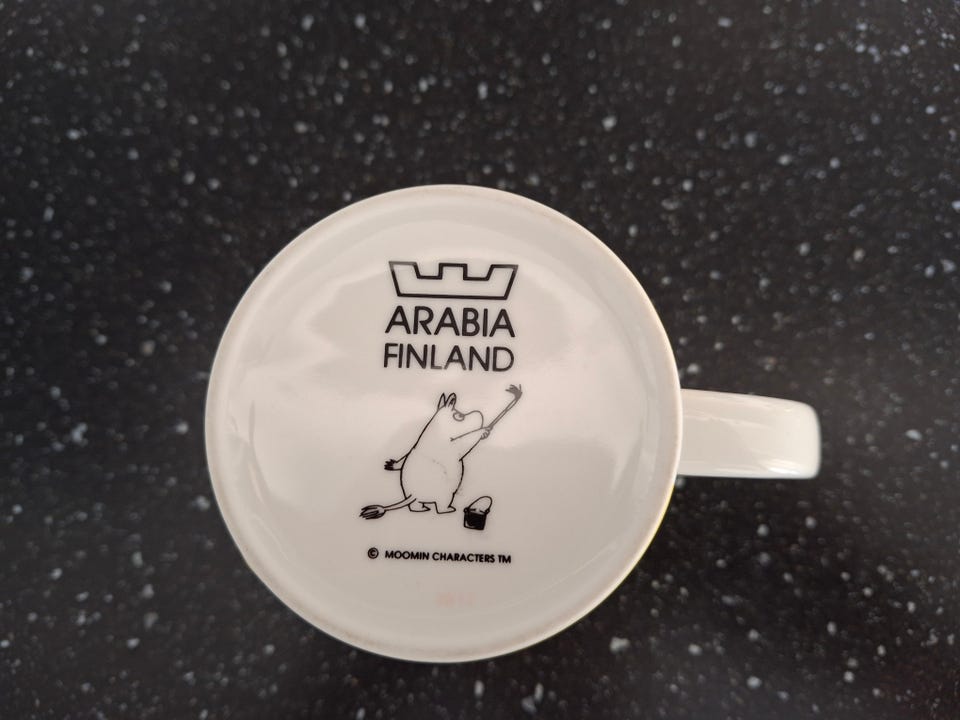 ARABIA
FINLAND
© MOOMIN CHARACTERS TM